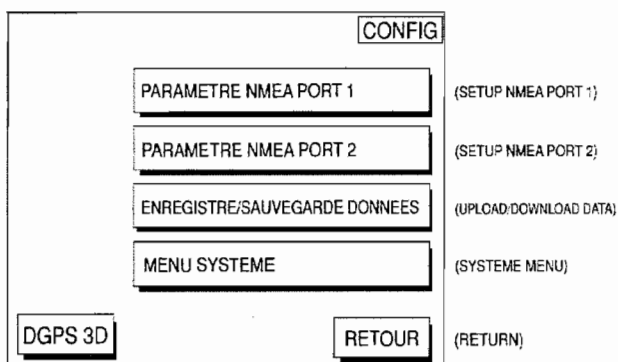 CONFIG
PARAMETRE NMEA PORT 1 (SETUP NMEA PORT 1)
PARAMETRE NMEA PORT 2 (SETUP NMEA PORT 2)
ENREGISTRE/SAUVEGARDE DONNEES (UPLOAD/DOWNLOAD DATA)
MENU SYSTEME (SYSTEME MENU)
DGPS 3D RETOUR (RETURN)